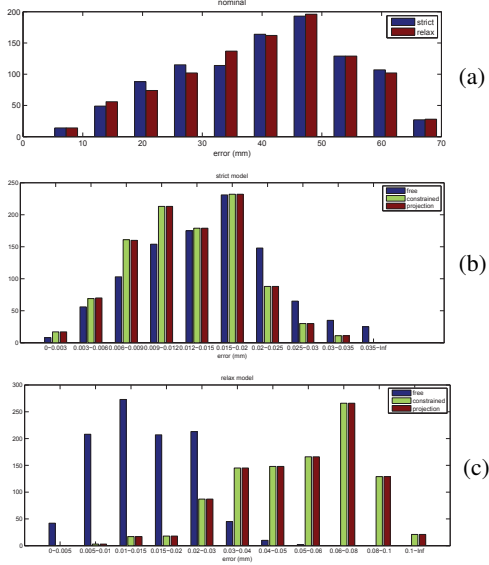 nominal
200
150
100
50
0
strict
relax
0 10 20 30 40 50 60 70
error (mm)
(a)
strict model
250
200
150
100
50
0
free
constrained
projection
0−0.003 0.003−0.006 0.006−0.009 0.009−0.012 0.012−0.015 0.015−0.02 0.02−0.025 0.025−0.03 0.03−0.035 0.035−Inf
error (mm)
(b)
relax model
300
250
200
150
100
50
0
free
constrained
projection
0−0.005 0.005−0.01 0.01−0.015 0.015−0.02 0.02−0.03 0.03−0.04 0.04−0.05 0.05−0.06 0.06−0.08 0.08−0.1 0.1−Inf
error (mm)
(c)